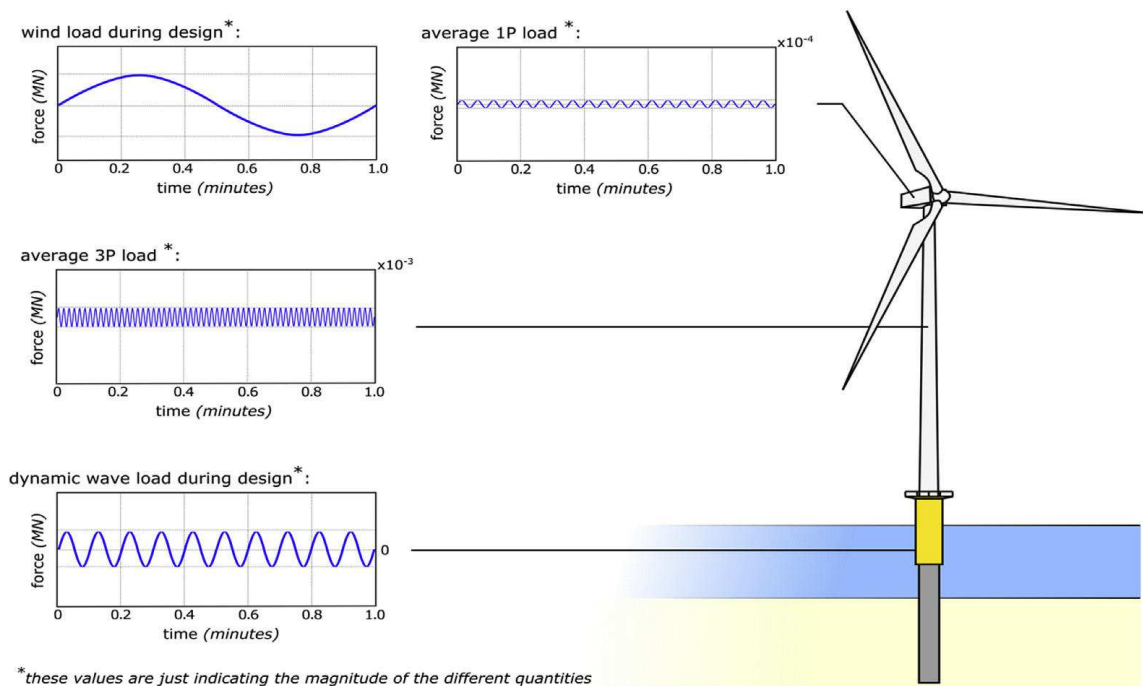 wind load during design*:
force (MN)
0 0.2 0.4 0.6 0.8 1.0
time (minutes)
average 1P load *:
x10-4
force (MN)
0 0.2 0.4 0.6 0.8 1.0
time (minutes)
average 3P load *:
x10-3
force (MN)
0 0.2 0.4 0.6 0.8 1.0
time (minutes)
dynamic wave load during design*:
force (MN)
0
0 0.2 0.4 0.6 0.8 1.0
time (minutes)
*these values are just indicating the magnitude of the different quantities